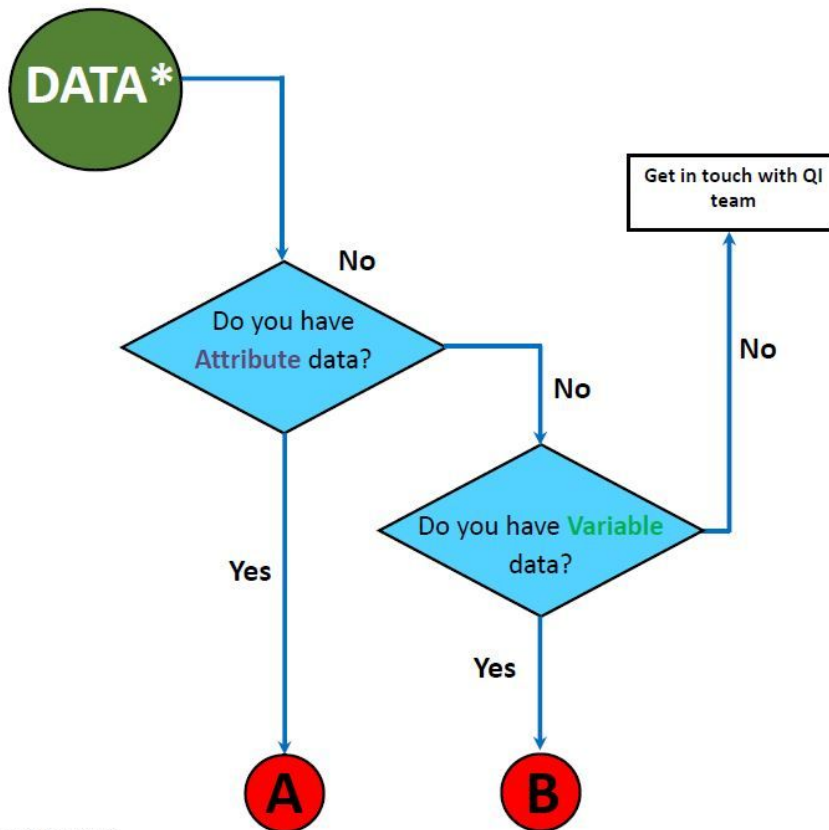 DATA*
Get in touch with QI
team
No
Do you have
Attribute data?
No
No
Do you have Variable
data?
Yes
Yes
A
B